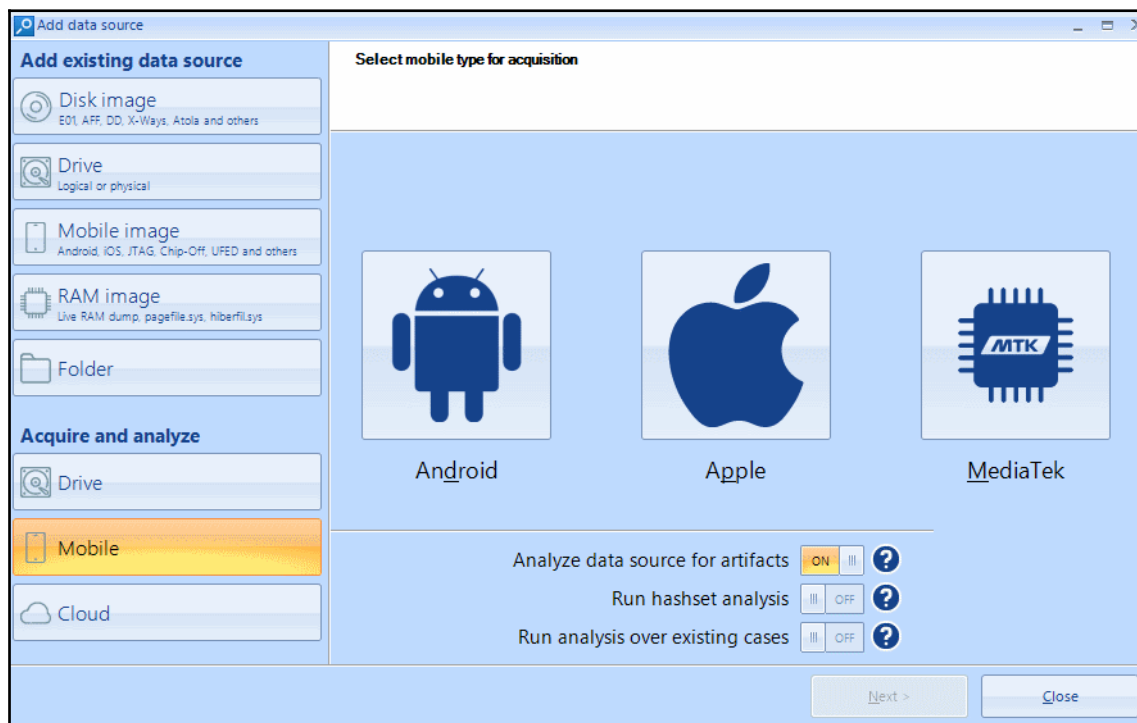 Add data source
Add existing data source
Disk image
E01, AFF, DD, X-Ways, Atola and others
Drive
Logical or physical
Mobile image
Android, iOS, JTAG, Chip-Off, UFED and others
RAM image
Live RAM dump, pagefile.sys, hiberfil.sys
Folder
Acquire and analyze
Drive
Mobile
Cloud
Select mobile type for acquisition
MTK
Android
Apple
MediaTek
Analyze data source for artifacts ON ?
Run hashset analysis OFF ?
Run analysis over existing cases OFF ?
Next >
Close